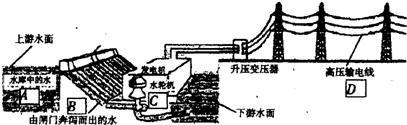 上游水面
水库中的水
A
B
由闸门奔泻而出的水
发电机
水轮机
C
下游水面
升压变压器
高压输电线
D